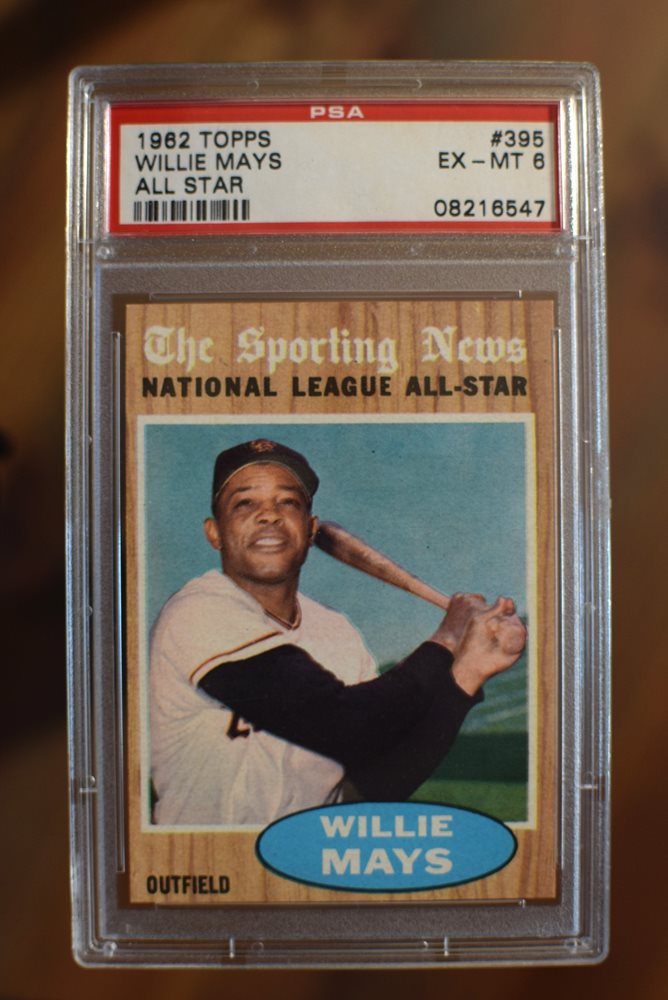 PSA
1962 TOPPS #395
WILLIE MAYS EX - MT 6
ALL STAR
08216547
The Sporting News
NATIONAL LEAGUE ALL-STAR
WILLIE
MAYS
OUTFIELD